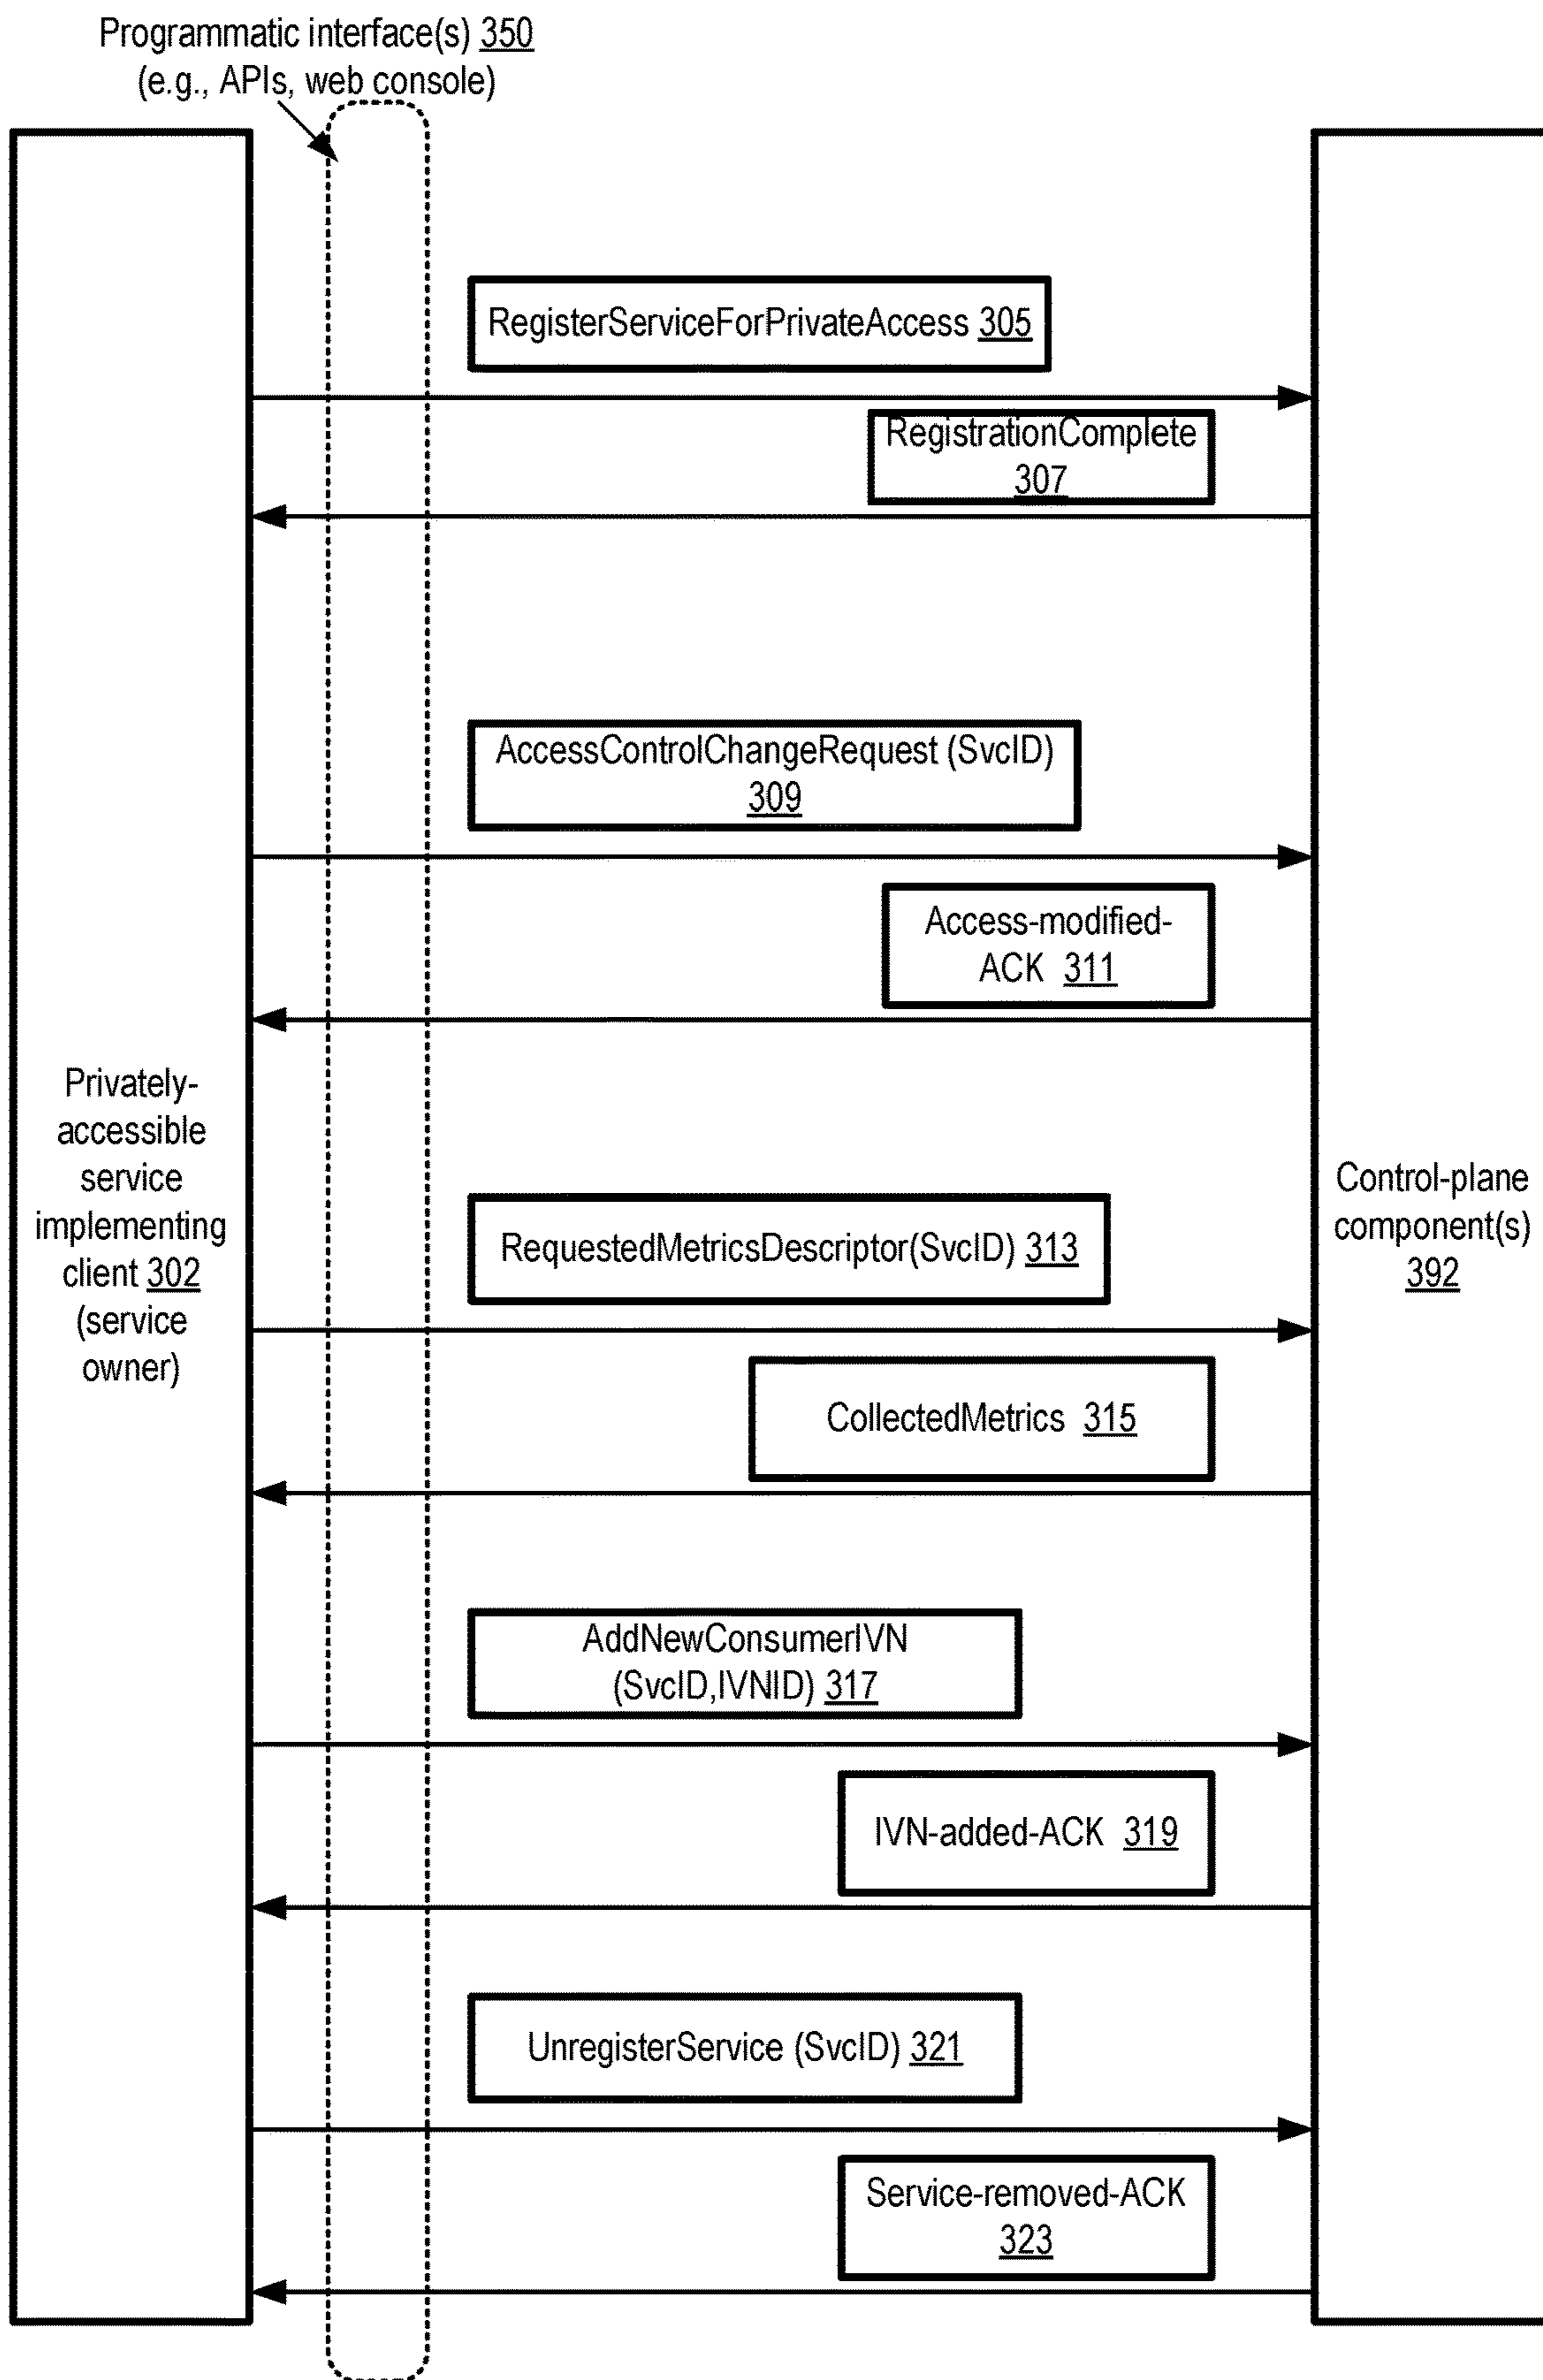 Programmatic interface(s) 350
(e.g., APIs, web console)
RegisterServiceForPrivateAccess 305
RegistrationComplete
307
AccessControlChangeRequest (SvcID)
309
Access-modified-
ACK 311
Privately-
accessible
service
implementing
client 302
(service
owner)
Control-plane
component(s)
392
RequestedMetricsDescriptor(SvcID) 313
CollectedMetrics 315
AddNewConsumerIVN
(SvcID,IVNID) 317
IVN-added-ACK 319
UnregisterService (SvcID) 321
Service-removed-ACK
323